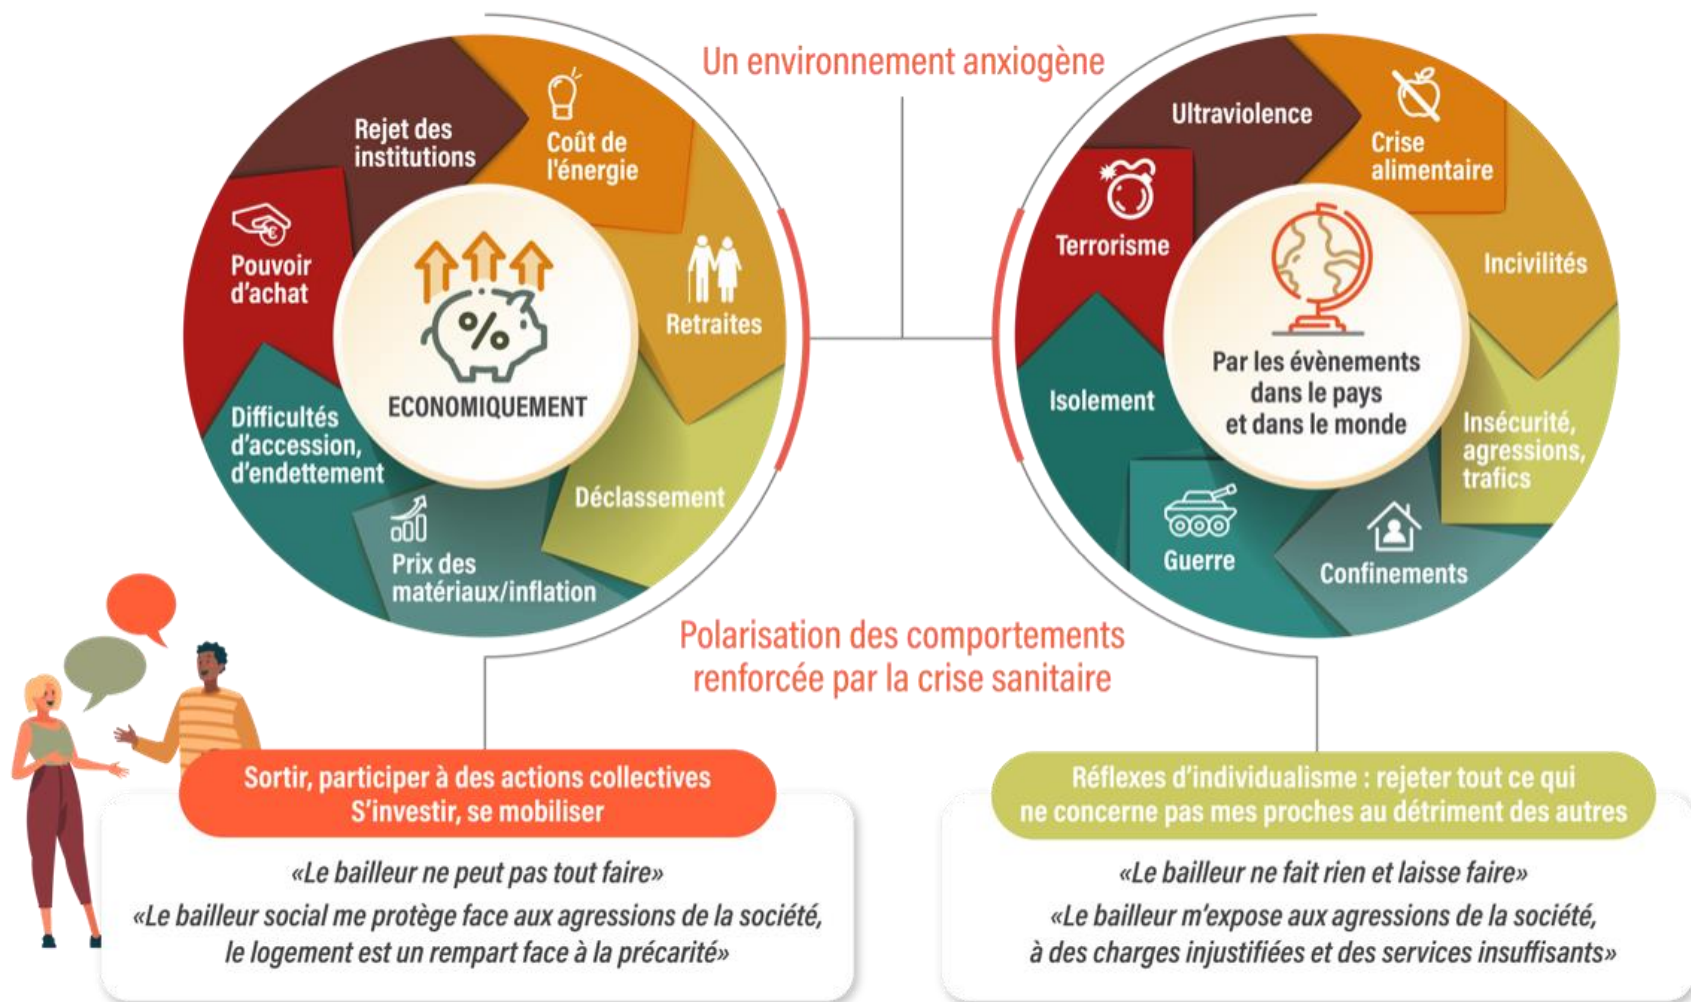 Un environnement anxiogène
Rejet des
institutions
Coût de
l'énergie
Retraites
Déclassement
Prix des
matériaux/inflation
Difficultés
d'accession,
d'endettement
Pouvoir
d'achat
%
ECONOMIQUEMENT
Ultraviolence
Crise
alimentaire
Incivilités
Insécurité,
agressions,
trafics
Confinements
Guerre
Isolement
Terrorisme
Par les évènements
dans le pays
et dans le monde
Polarisation des comportements
renforcée par la crise sanitaire
Sortir, participer à des actions collectives
S'investir, se mobiliser
«Le bailleur ne peut pas tout faire»
«Le bailleur social me protège face aux agressions de la société,
le logement est un rempart face à la précarité»
Réflexes d'individualisme : rejeter tout ce qui
ne concerne pas mes proches au détriment des autres
«Le bailleur ne fait rien et laisse faire»
«Le bailleur m'expose aux agressions de la société,
à des charges injustifiées et des services insuffisants»